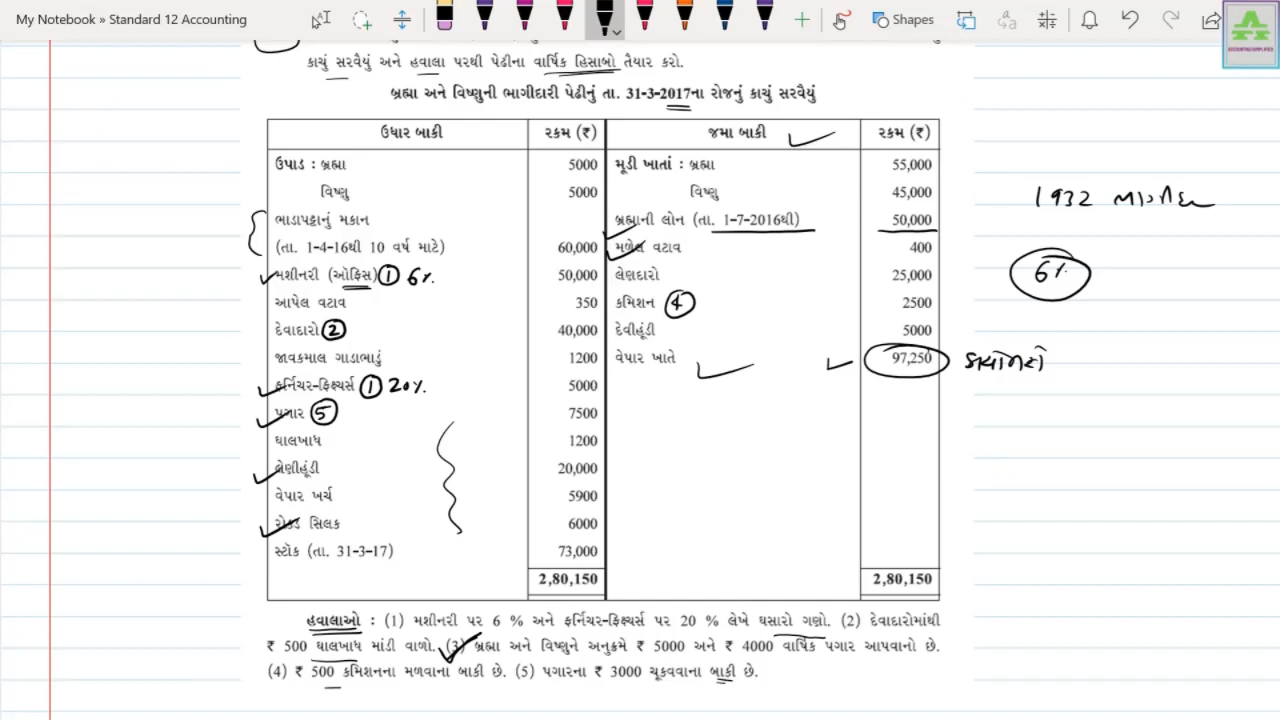 My Notebook » Standard 12 Accounting
Shapes
ACCOUNTING SIMPLIFIED
કાચું સરવૈયું અને હવાલા પરથી પેઢીના વાર્ષિક હિસાબો તૈયાર કરો.
બ્રહ્મા અને વિષ્ણુની ભાગીદારી પેઢીનું તા. 31-3-2017ના રોજનું કાચું સરવૈયું
ઉધાર બાકી રકમ (₹) જમા બાકી રકમ (₹)
ઉપાડ : બ્રહ્મા 5000 મૂડી ખાતાં : બ્રહ્મા 55,000
વિષ્ણુ 5000 વિષ્ણુ 45,000
1932
ભાડાપટ્ટાનું મકાન બ્રહ્માની લોન (તા. 1-7-2016થી) 50,000
(તા. 1-4-16થી 10 વર્ષ માટે) 60,000 મળેલ વટાવ 400
મશીનરી (ઑફિસ) 1 6% 50,000 લેણદારો 25,000
6%
આપેલ વટાવ 350 કમિશન 4 2500
દેવાદારો 2 40,000 દેવીહૂંડી 5000
જાવકમાલ ગાડાભાડું 1200 વેપાર ખાતે 97,250
ફર્નિચર-ફિક્ચર્સ 1 20% 5000
પગાર 5 7500
ઘાલખાધ 1200
લેણીહૂંડી 20,000
વેપાર ખર્ચ 5900
રોકડ સિલક 6000
સ્ટૉક (તા. 31-3-17) 73,000
2,80,150 2,80,150
હવાલાઓ : (1) મશીનરી પર 6 % અને ફર્નિચર-ફિક્ચર્સ પર 20 % લેખે ઘસારો ગણો. (2) દેવાદારોમાંથી
₹ 500 ઘાલખાધ માંડી વાળો. (3) બ્રહ્મા અને વિષ્ણુને અનુક્રમે ₹ 5000 અને ₹ 4000 વાર્ષિક પગાર આપવાનો છે.
(4) ₹ 500 કમિશનના મળવાના બાકી છે. (5) પગારના ₹ 3000 ચૂકવવાના બાકી છે.